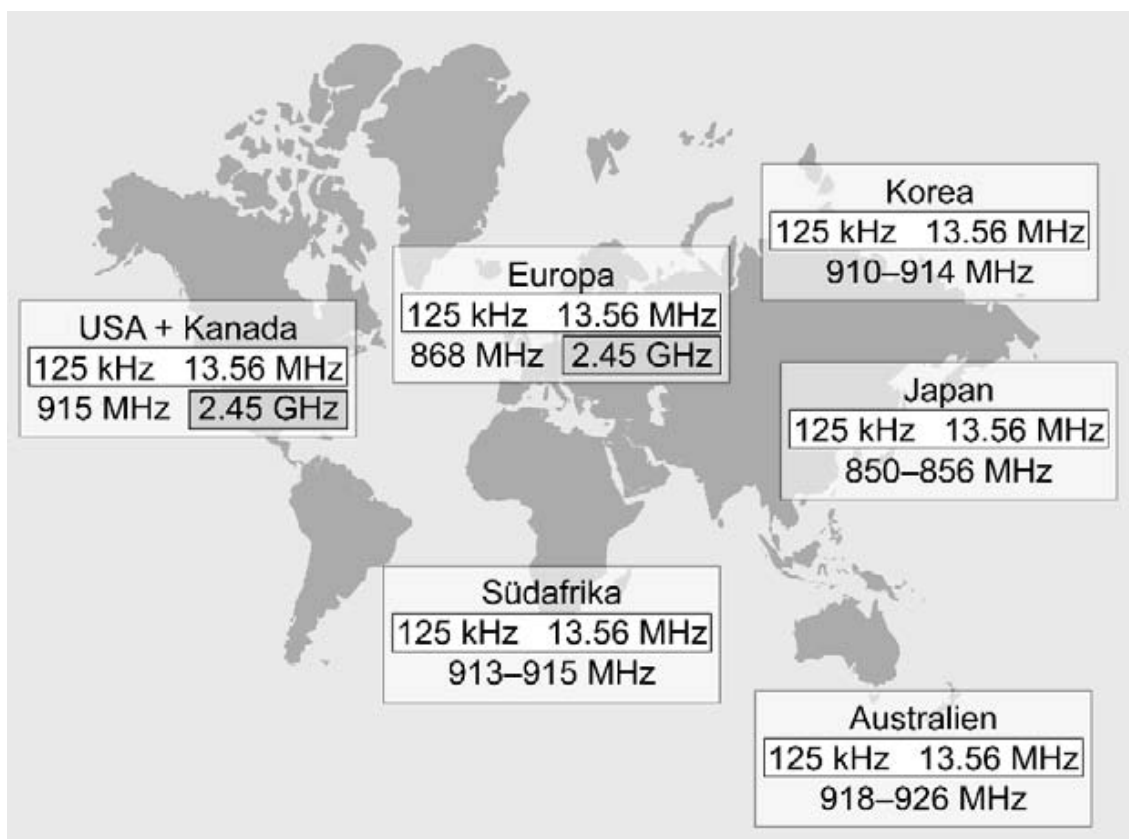 Korea
125 kHz 13.56 MHz
910–914 MHz
Europa
125 kHz 13.56 MHz
868 MHz 2.45 GHz
USA + Kanada
125 kHz 13.56 MHz
915 MHz 2.45 GHz
Japan
125 kHz 13.56 MHz
850–856 MHz
Südafrika
125 kHz 13.56 MHz
913–915 MHz
Australien
125 kHz 13.56 MHz
918–926 MHz